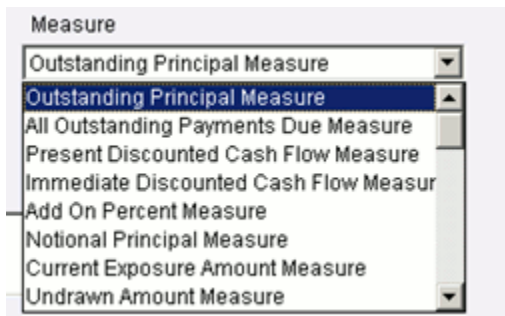 Measure
Outstanding Principal Measure
Outstanding Principal Measure
All Outstanding Payments Due Measure
Present Discounted Cash Flow Measure
Immediate Discounted Cash Flow Measur
Add On Percent Measure
Notional Principal Measure
Current Exposure Amount Measure
Undrawn Amount Measure